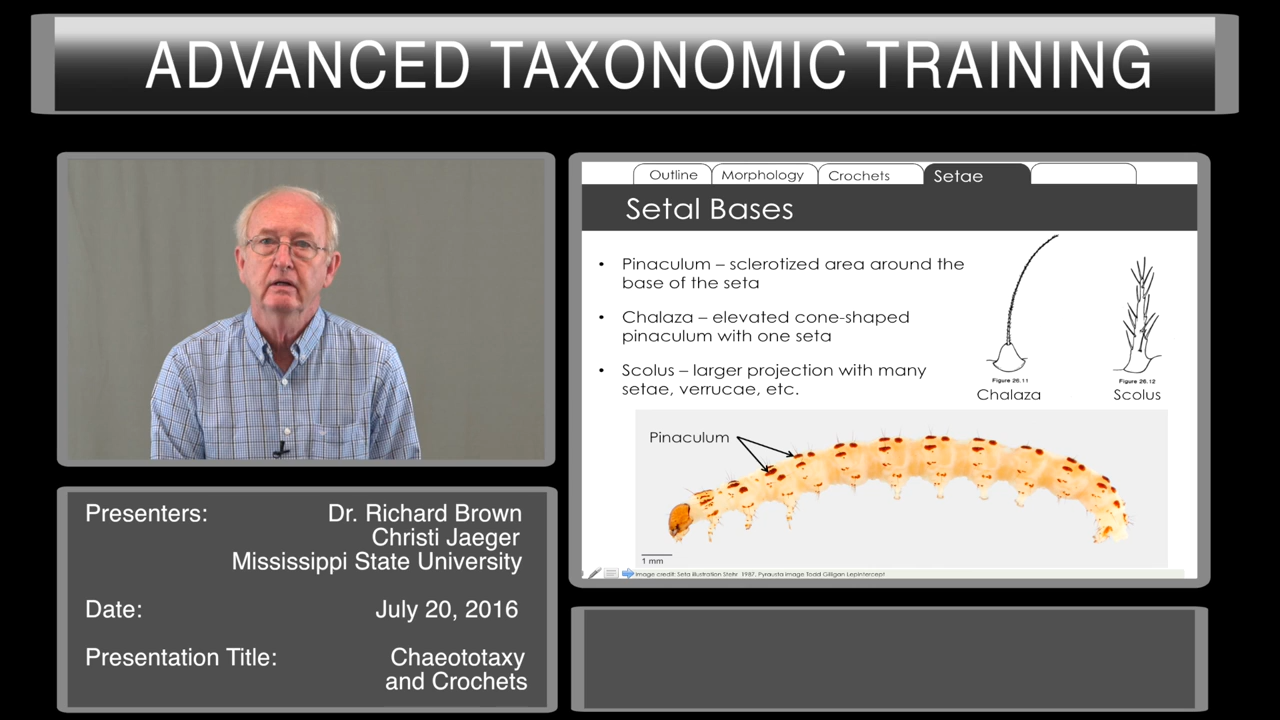 ADVANCED TAXONOMIC TRAINING
Outline
Morphology
Crochets
Setae
Setal Bases
• Pinaculum – sclerotized area around the
base of the seta
• Chalaza – elevated cone-shaped
pinaculum with one seta
• Scolus – larger projection with many
setae, verrucae, etc.
Figure 26.11
Chalaza
Figure 26.12
Scolus
Pinaculum
1 mm
Image credit: Seta illustration Stehr 1987, Pyrausta image Todd Gilligan LepIntercept
Presenters: Dr. Richard Brown
Christi Jaeger
Mississippi State University
Date: July 20, 2016
Presentation Title: Chaeototaxy
and Crochets